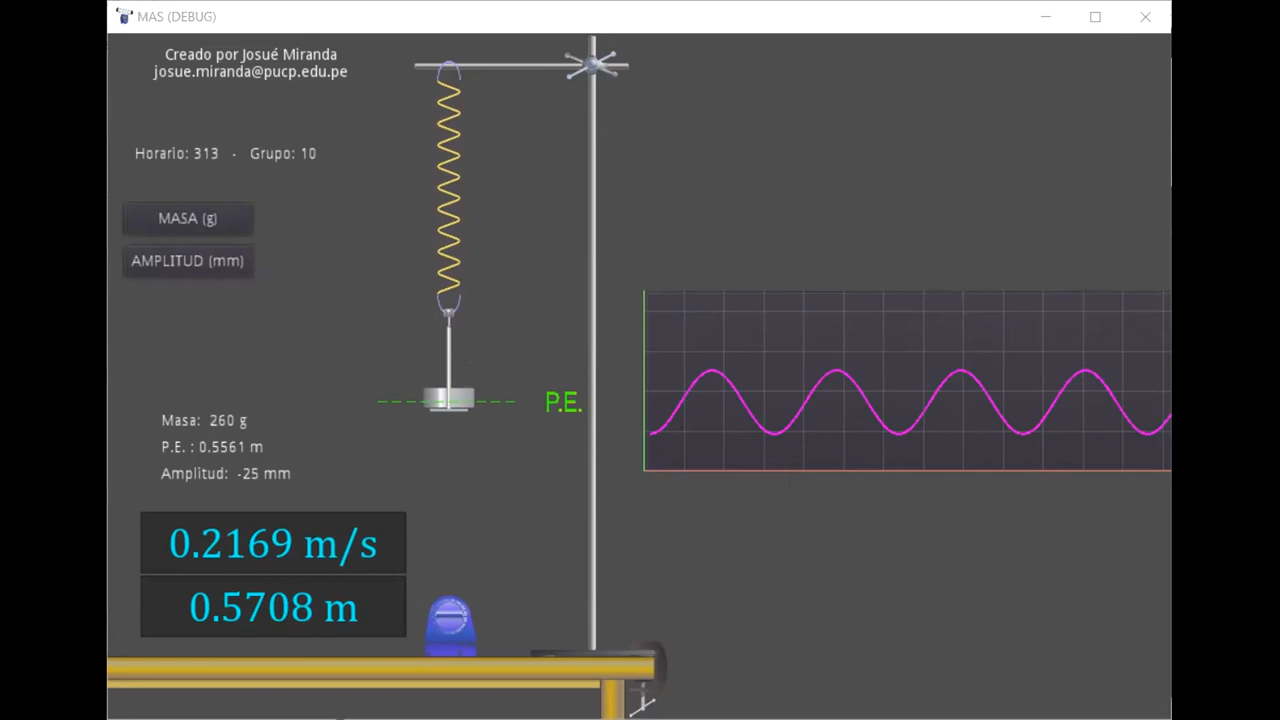 MAS (DEBUG)
Creado por Josué Miranda
josue.miranda@pucp.edu.pe
Horario: 313 - Grupo: 10
MASA (g)
AMPLITUD (mm)
P.E.
Masa: 260 g
P.E. : 0.5561 m
Amplitud: -25 mm
0.2169 m/s
0.5708 m